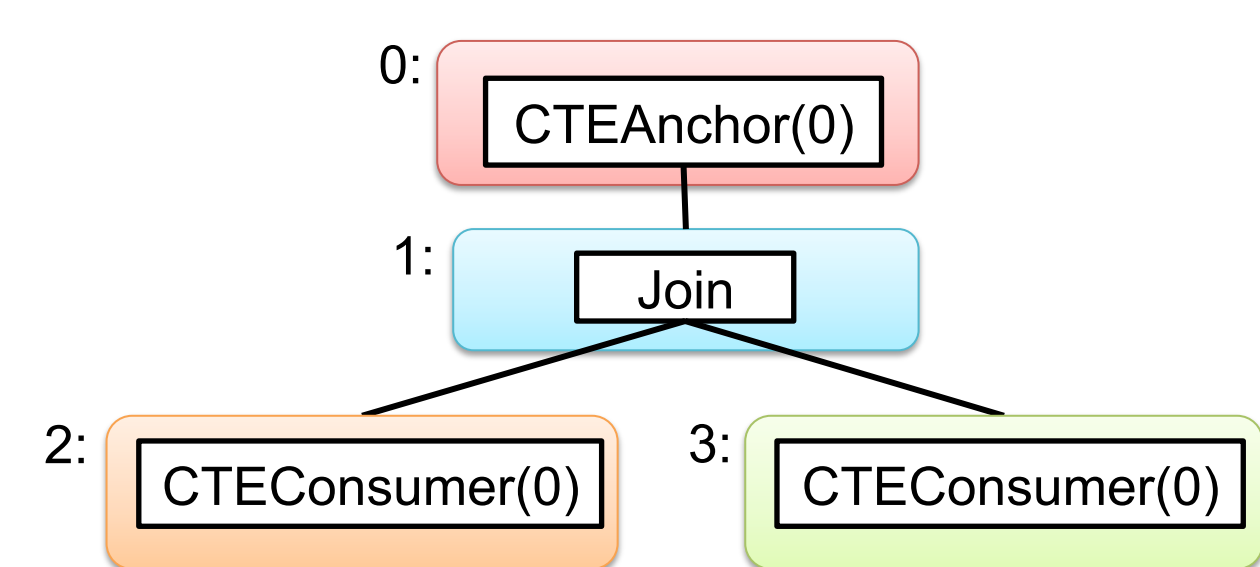 0:
CTEAnchor(0)
1:
Join
2:
CTEConsumer(0)
3:
CTEConsumer(0)